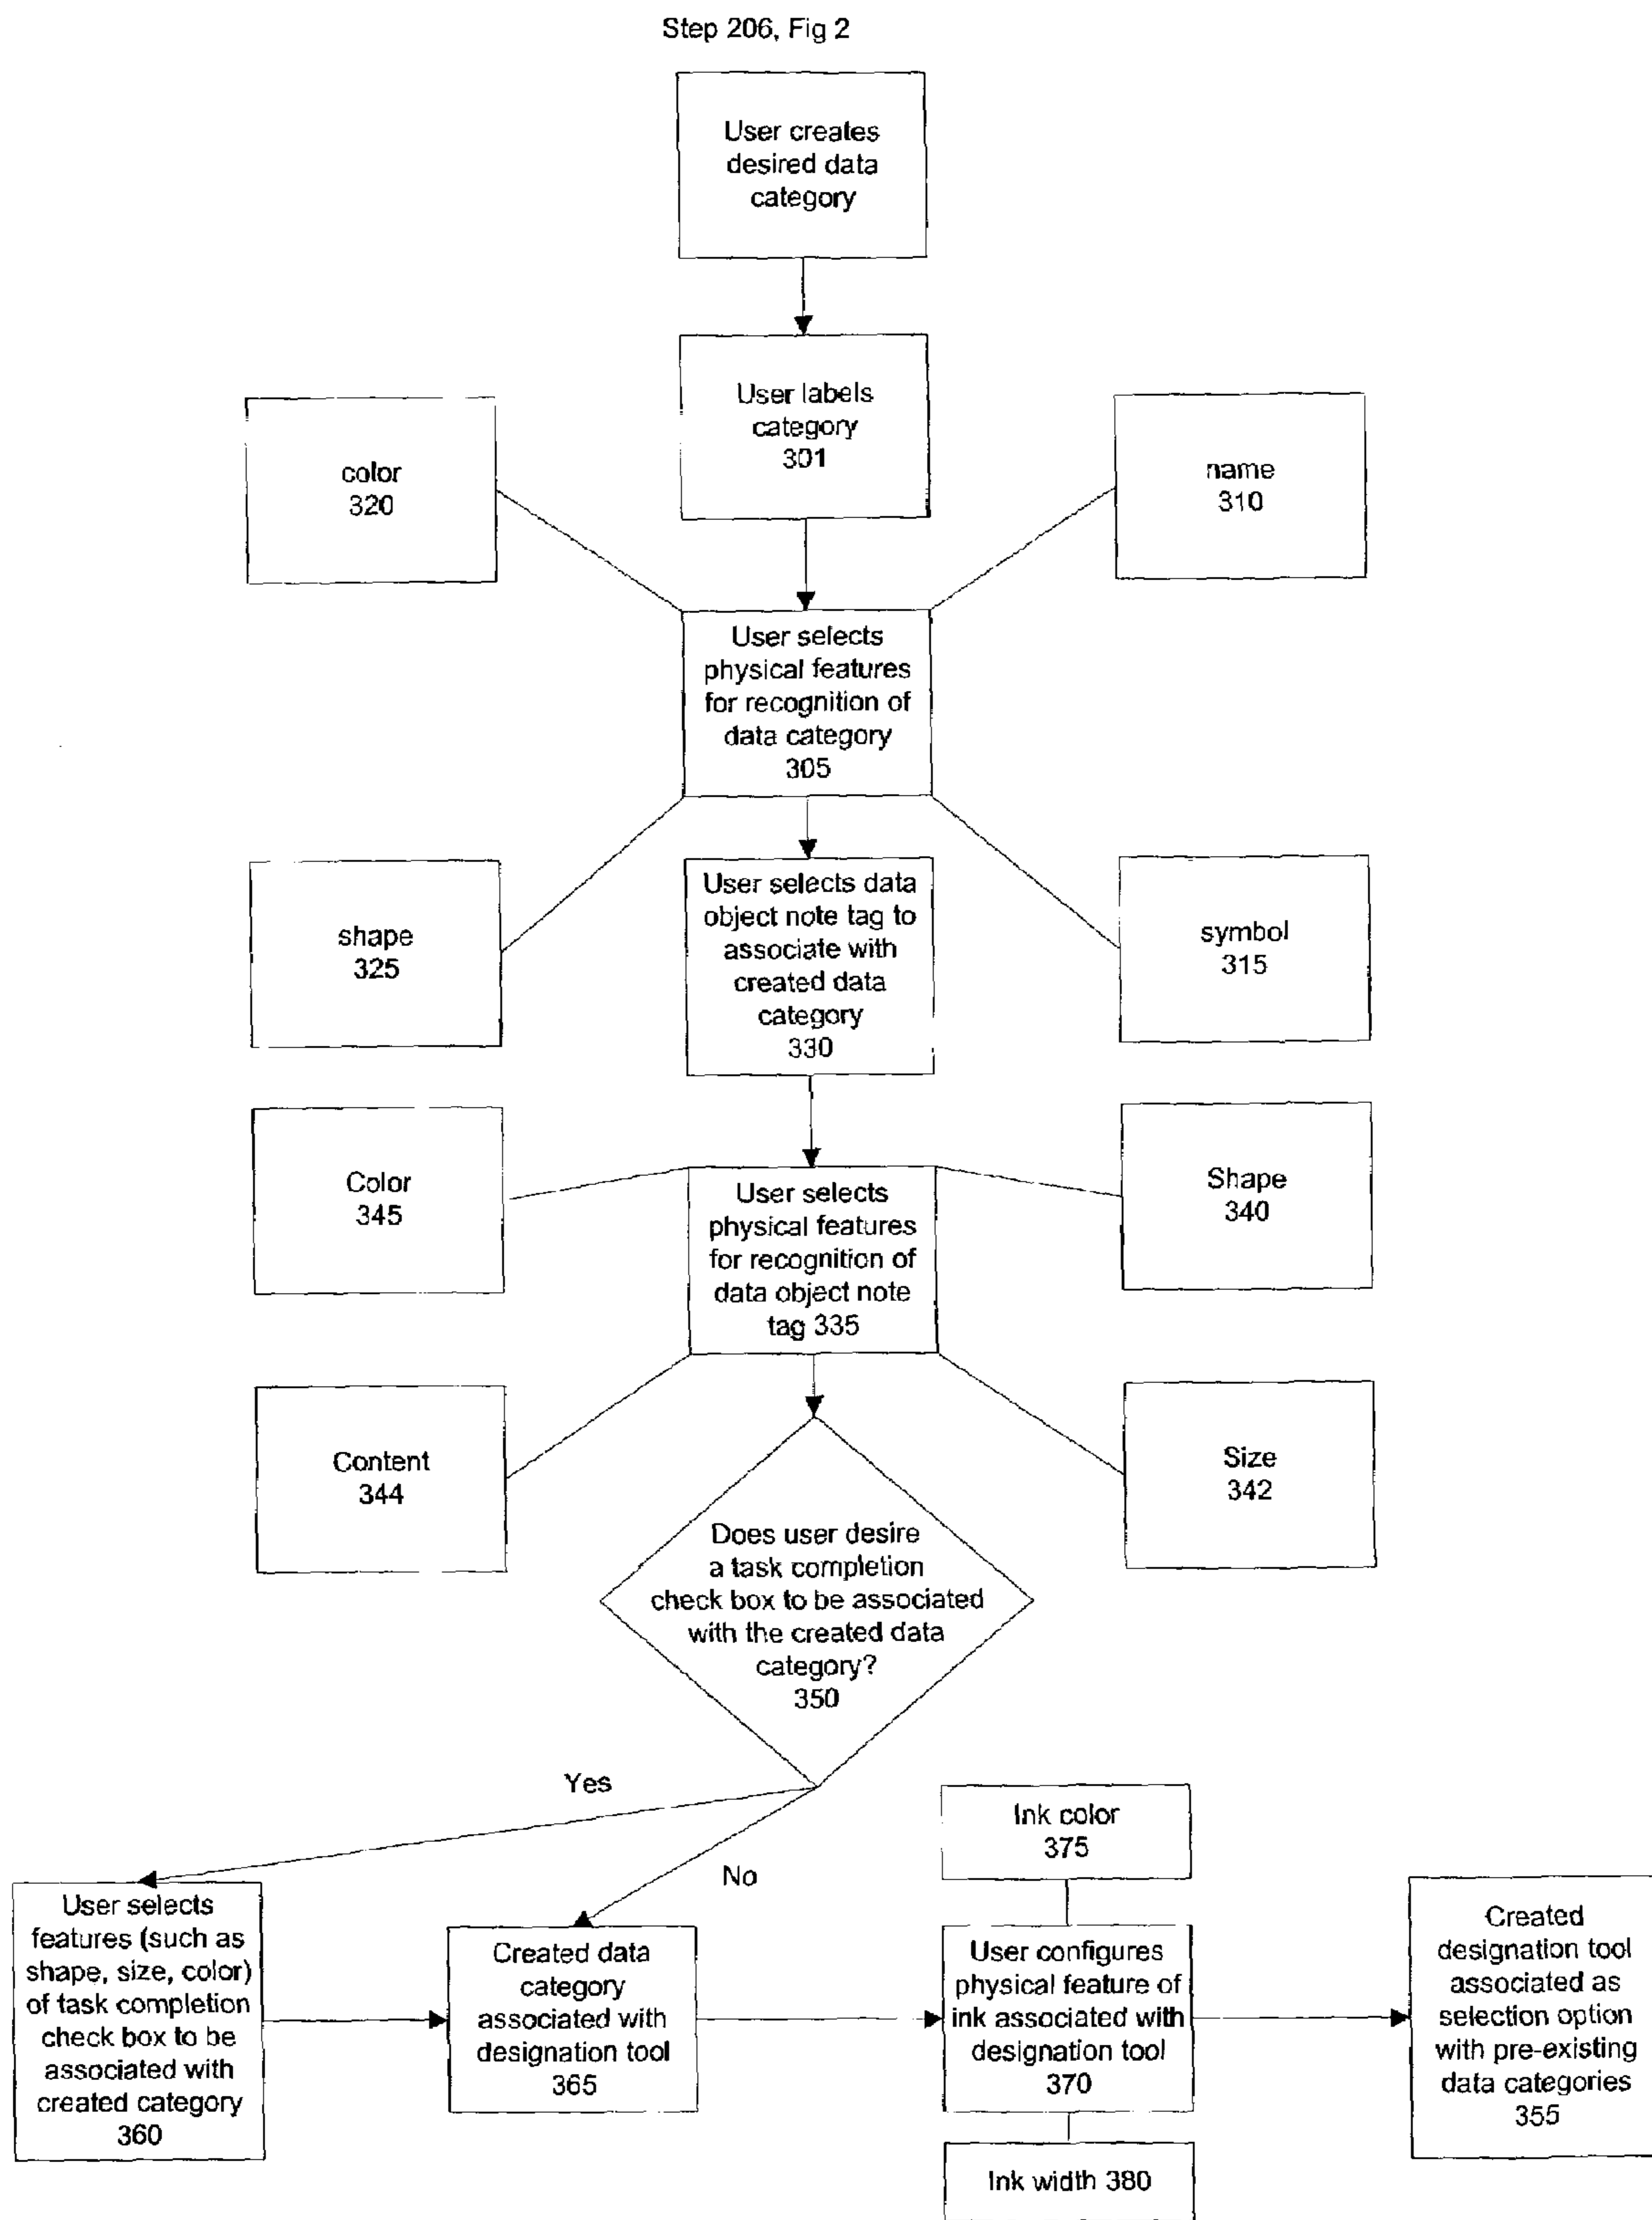 Step 206, Fig 2
User creates
desired data
category
User labels
category
301
color
320
name
310
User selects
physical features
for recognition of
data category
305
shape
325
User selects data
object note tag to
associate with
created data
category
330
symbol
315
Color
345
User selects
physical features
for recognition of
data object note
tag 335
Shape
340
Content
344
Size
342
Does user desire
a task completion
check box to be associated
with the created data
category?
350
Yes
No
User selects
features (such as
shape, size, color)
of task completion
check box to be
associated with
created category
360
Created data
category
associated with
designation tool
365
Ink color
375
User configures
physical feature of
ink associated with
designation tool
370
Ink width 380
Created
designation tool
associated as
selection option
with pre-existing
data categories
355